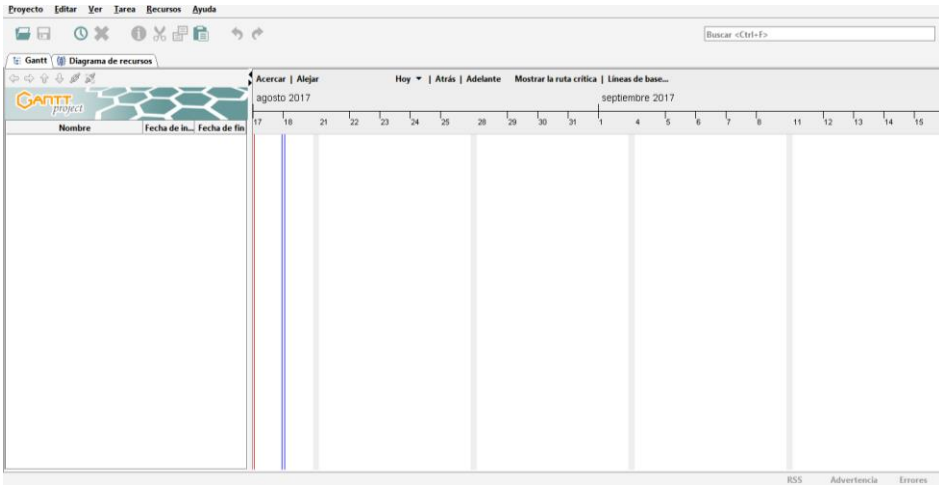 Proyecto Editar Ver Tarea Recursos Ayuda
Buscar <Ctrl+F>
Gantt Diagrama de recursos
Acercar | Alejar Hoy | Atrás | Adelante Mostrar la ruta crítica | Líneas de base...
GANTT project
agosto 2017 septiembre 2017
Nombre Fecha de in... Fecha de fin
17 18 21 22 23 24 25 28 29 30 31 1 4 5 6 7 8 11 12 13 14 15
RSS Advertencia Errores